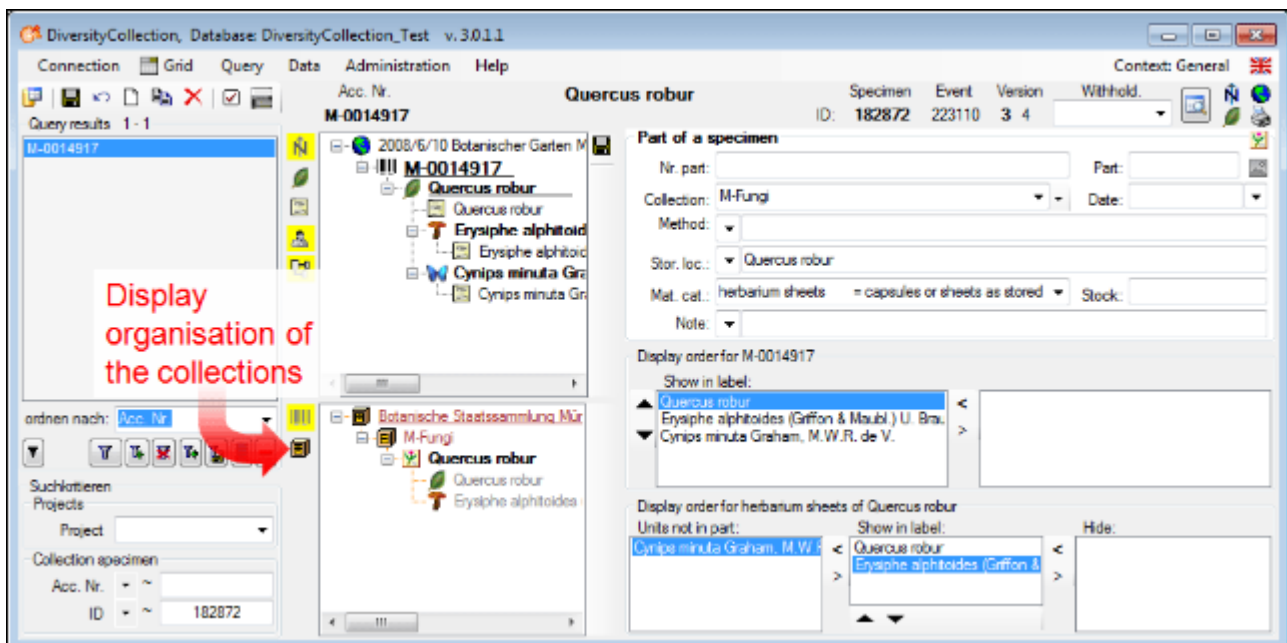 DiversityCollection, Database: DiversityCollection_Test v. 3.0.1.1
Connection Grid Query Data Administration Help Context: General
Query results 1 - 1
M-0014917
Display
organisation of
the collections
ordnen nach: Acc. Nr.
Suchkriterien
Projects
Project
Collection specimen
Acc. Nr. ~
ID ~ 182872
Acc. Nr. Quercus robur Specimen Event Version Withhold.
M-0014917 ID: 182872 223110 3 4
2008/6/10 Botanischer Garten M
M-0014917
Quercus robur
Quercus robur
Erysiphe alphitoid
Erysiphe alphitoid
Cynips minuta Gra
Cynips minuta Gr
Botanische Staatssammlung Mür
M-Fungi
Quercus robur
Quercus robur
Erysiphe alphitoides
Part of a specimen
Nr. part: Part:
Collection: M-Fungi Date:
Method:
Stor. loc.: Quercus robur
Mat. cat.: herbarium sheets = capsules or sheets as stored Stock:
Note:
Display order for M-0014917
Show in label:
Quercus robur <
Erysiphe alphitoides (Griffon & Maubl.) U. Brau
Cynips minuta Graham, M.W.R. de V. >
Display order for herbarium sheets of Quercus robur
Units not in part: Show in label: Hide:
Cynips minuta Graham, M.W.F < Quercus robur <
> Erysiphe alphitoides (Griffon & >